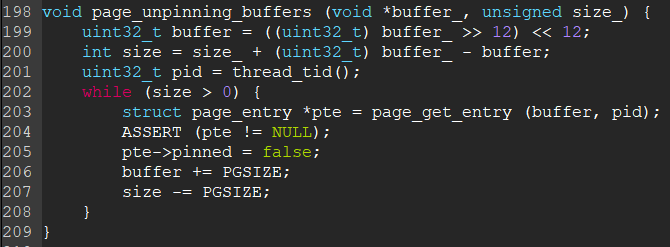 198 void page_unpinning_buffers (void *buffer_, unsigned size_) {
199     uint32_t buffer = ((uint32_t) buffer_ >> 12) << 12;
200     int size = size_ + (uint32_t) buffer_ - buffer;
201     uint32_t pid = thread_tid();
202     while (size > 0) {
203         struct page_entry *pte = page_get_entry (buffer, pid);
204         ASSERT (pte != NULL);
205         pte->pinned = false;
206         buffer += PGSIZE;
207         size -= PGSIZE;
208     }
209 }